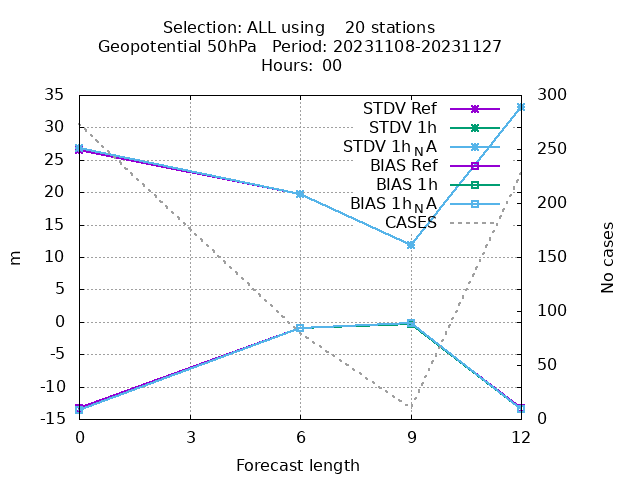 Selection: ALL using    20 stations
Geopotential 50hPa   Period: 20231108-20231127
Hours: 00
35
30
25
20
15
10
5
0
-5
-10
-15
m
300
250
200
150
100
50
0
No cases
STDV Ref
STDV 1h
STDV 1h_N A
BIAS Ref
BIAS 1h
BIAS 1h_N A
CASES
0 3 6 9 12
Forecast length